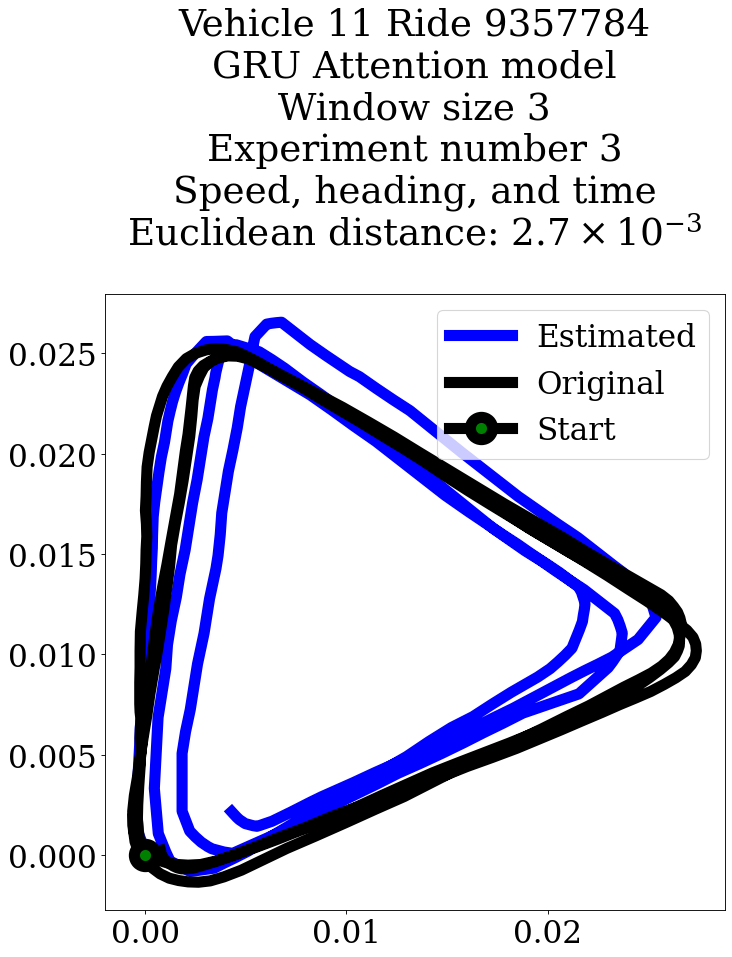 Vehicle 11 Ride 9357784
GRU Attention model
Window size 3
Experiment number 3
Speed, heading, and time
Euclidean distance: 2.7 × 10⁻³
Estimated
Original
Start
0.025
0.020
0.015
0.010
0.005
0.000
0.00 0.01 0.02